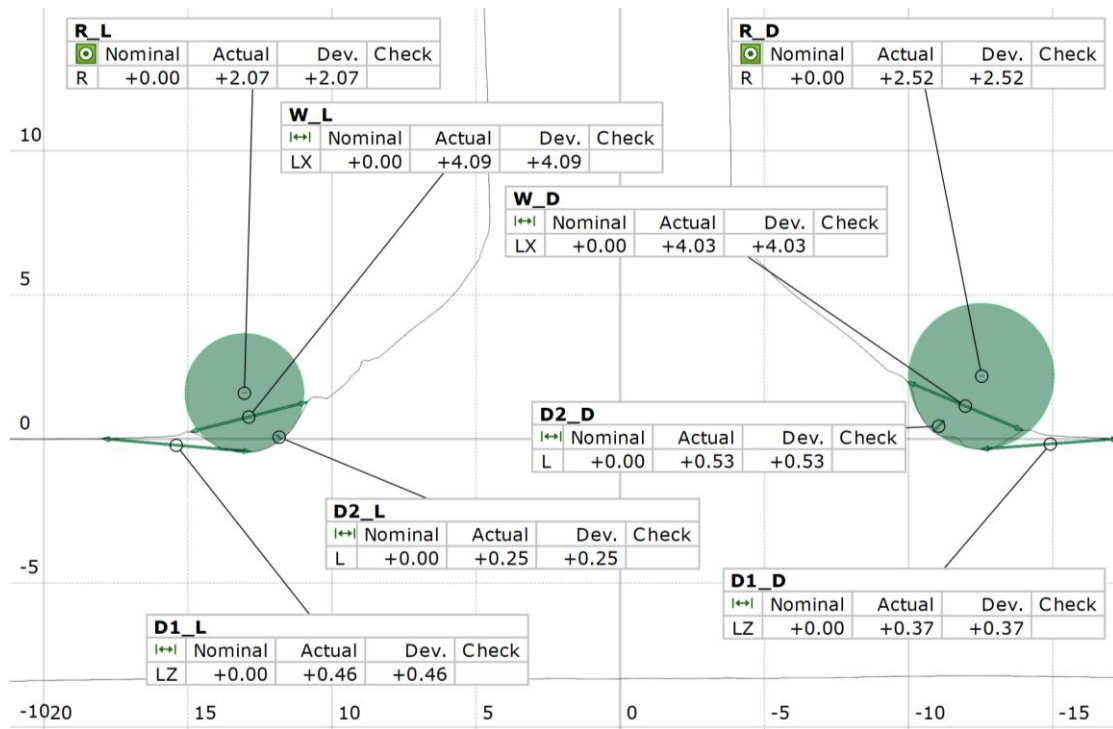 R_L
Nominal Actual Dev. Check
R +0.00 +2.07 +2.07
R_D
Nominal Actual Dev. Check
R +0.00 +2.52 +2.52
W_L
Nominal Actual Dev. Check
LX +0.00 +4.09 +4.09
W_D
Nominal Actual Dev. Check
LX +0.00 +4.03 +4.03
D2_D
Nominal Actual Dev. Check
L +0.00 +0.53 +0.53
D2_L
Nominal Actual Dev. Check
L +0.00 +0.25 +0.25
D1_D
Nominal Actual Dev. Check
LZ +0.00 +0.37 +0.37
D1_L
Nominal Actual Dev. Check
LZ +0.00 +0.46 +0.46
10
5
0
-5
-1020 15 10 5 0 -5 -10 -15